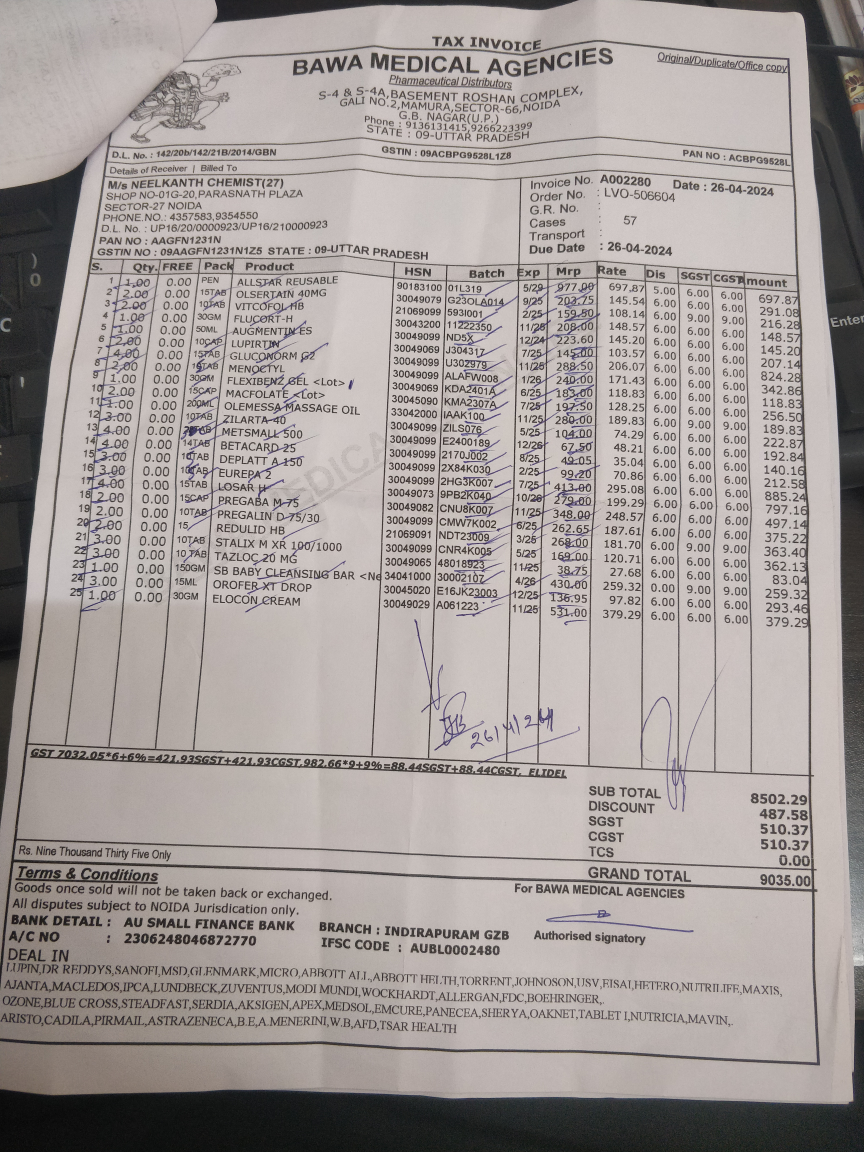 TAX INVOICE
Original/Duplicate/Office copy
BAWA MEDICAL AGENCIES
Pharmaceutical Distributors
S-4 & S-4A,BASEMENT ROSHAN COMPLEX,
GALI NO.2,MAMURA,SECTOR-66,NOIDA
G.B. NAGAR(U.P.)
Phone : 9136131415,9266223399
STATE : 09-UTTAR PRADESH
D.L. No. : 142/20b/142/21B/2014/GBN GSTIN : 09ACBPG9528L1Z8 PAN NO : ACBPG9528L
Details of Receiver | Billed To
M/s NEELKANTH CHEMIST(27)
SHOP NO-01G-20,PARASNATH PLAZA
SECTOR-27 NOIDA
PHONE.NO.: 4357583,9354550
D.L. No. : UP16/20/0000923/UP16/210000923
PAN NO : AAGFN1231N
GSTIN NO : 09AAGFN1231N1Z5 STATE : 09-UTTAR PRADESH
Invoice No. A002280 Date : 26-04-2024
Order No. : LVO-506604
G.R. No. :
Cases : 57
Transport :
Due Date : 26-04-2024
S. Qty. FREE Pack Product HSN Batch Exp Mrp Rate Dis SGST CGST Amount
1 1.00 0.00 PEN ALLSTAR REUSABLE 90183100 01L319 5/29 977.00 697.87 5.00 6.00 6.00 697.87
2 2.00 0.00 15TAB OLSERTAIN 40MG 30049079 G23OLA014 9/25 203.75 145.54 6.00 6.00 6.00 291.08
3 2.00 0.00 10TAB VITCOFOL HB 21069099 593I001 2/25 159.50 108.14 6.00 9.00 9.00 216.28
4 1.00 0.00 30GM FLUCORT-H 30049099 11222350 11/25 208.00 148.57 6.00 6.00 6.00 148.57
5 1.00 0.00 50ML AUGMENTIN ES 30043200 ND5X 12/24 223.60 145.20 6.00 6.00 6.00 145.20
6 2.00 0.00 10CAP LUPIRTIN 30049099 J304317 7/25 145.00 103.57 6.00 6.00 6.00 207.14
7 4.00 0.00 15TAB GLUCONORM G2 30049069 U302979 11/25 288.50 206.07 6.00 6.00 6.00 824.28
8 2.00 0.00 MENOCTYL 30049099 ALAFW008 1/26 240.00 171.43 6.00 6.00 6.00 342.86
9 1.00 0.00 30GM FLEXIBENZ GEL <Lot> 30049099 KDA2401A 6/25 183.00 118.83 6.00 6.00 6.00 118.83
10 2.00 0.00 15CAP MACFOLATE <Lot> 30045090 KMA2307A 7/25 197.50 128.25 6.00 6.00 6.00 256.50
11 1.00 0.00 200ML OLEMESSA MASSAGE OIL 33042000 IAAK100 11/25 280.00 189.83 6.00 9.00 9.00 189.83
12 3.00 0.00 10TAB ZILARTA 40 30049099 ZILS076 5/25 104.00 74.29 6.00 6.00 6.00 222.87
13 4.00 0.00 METSMALL 500 30049099 E2400189 12/26 67.50 48.21 6.00 6.00 6.00 192.84
14 4.00 0.00 14TAB BETACARD 25 30049099 2170J002 8/25 49.05 35.04 6.00 6.00 6.00 140.16
15 3.00 0.00 10TAB DEPLATT A 150 30049099 2X84K030 2/25 99.20 70.86 6.00 6.00 6.00 212.58
16 3.00 0.00 EUREPA 2 30049099 2HG3K007 7/25 413.00 295.08 6.00 6.00 6.00 885.24
17 4.00 0.00 15TAB LOSAR H 30049073 9PB2K040 10/26 279.00 199.29 6.00 6.00 6.00 797.16
18 2.00 0.00 15CAP PREGABA M 75 30049082 CNU8K007 11/25 348.00 248.57 6.00 6.00 6.00 497.14
19 2.00 0.00 10TAB PREGALIN D 75/30 30049099 CMW7K002 6/25 262.65 187.61 6.00 6.00 6.00 375.22
20 2.00 0.00 15 REDULID HB 21069091 NDT23009 3/26 268.00 181.70 6.00 9.00 9.00 363.40
21 3.00 0.00 STALIX M XR 100/1000 30049099 CNR4K005 5/25 169.00 120.71 6.00 6.00 6.00 362.13
22 3.00 0.00 10 TAB TAZLOC 20 MG 30049065 48018923 11/25 38.75 27.68 6.00 6.00 6.00 83.04
23 1.00 0.00 150GM SB BABY CLEANSING BAR <Ne 34041000 30002107 4/26 430.00 259.32 0.00 9.00 9.00 259.32
24 3.00 0.00 15ML OROFER XT DROP 30045020 E16JK23003 12/25 136.95 97.82 6.00 6.00 6.00 293.46
25 1.00 0.00 30GM ELOCON CREAM 30049029 A061223 11/25 531.00 379.29 6.00 6.00 6.00 379.29
26/4/24
GST 7032.05*6+6%=421.93SGST+421.93CGST,982.66*9+9%=88.44SGST+88.44CGST, ELIDEL
SUB TOTAL 8502.29
DISCOUNT 487.58
SGST 510.37
CGST 510.37
TCS 0.00
Rs. Nine Thousand Thirty Five Only
GRAND TOTAL 9035.00
Terms & Conditions
Goods once sold will not be taken back or exchanged.
All disputes subject to NOIDA Jurisdication only.
For BAWA MEDICAL AGENCIES
BANK DETAIL : AU SMALL FINANCE BANK BRANCH : INDIRAPURAM GZB
A/C NO : 2306248046872770 IFSC CODE : AUBL0002480
Authorised signatory
DEAL IN
LUPIN,DR REDDYS,SANOFI,MSD,GLENMARK,MICRO,ABBOTT ALL,ABBOTT HELTH,TORRENT,JOHNOSON,USV,EISAI,HETERO,NUTRILIFE,MAXIS,
AJANTA,MACLEDOS,IPCA,LUNDBECK,ZUVENTUS,MODI MUNDI,WOCKHARDT,ALLERGAN,FDC,BOEHRINGER,.
OZONE,BLUE CROSS,STEADFAST,SERDIA,AKSIGEN,APEX,MEDSOL,EMCURE,PANECEA,SHERYA,OAKNET,TABLET I,NUTRICIA,MAVIN,.
ARISTO,CADILA,PIRMAIL,ASTRAZENECA,B.E,A.MENERINI,W.B,AFD,TSAR HEALTH
Enter